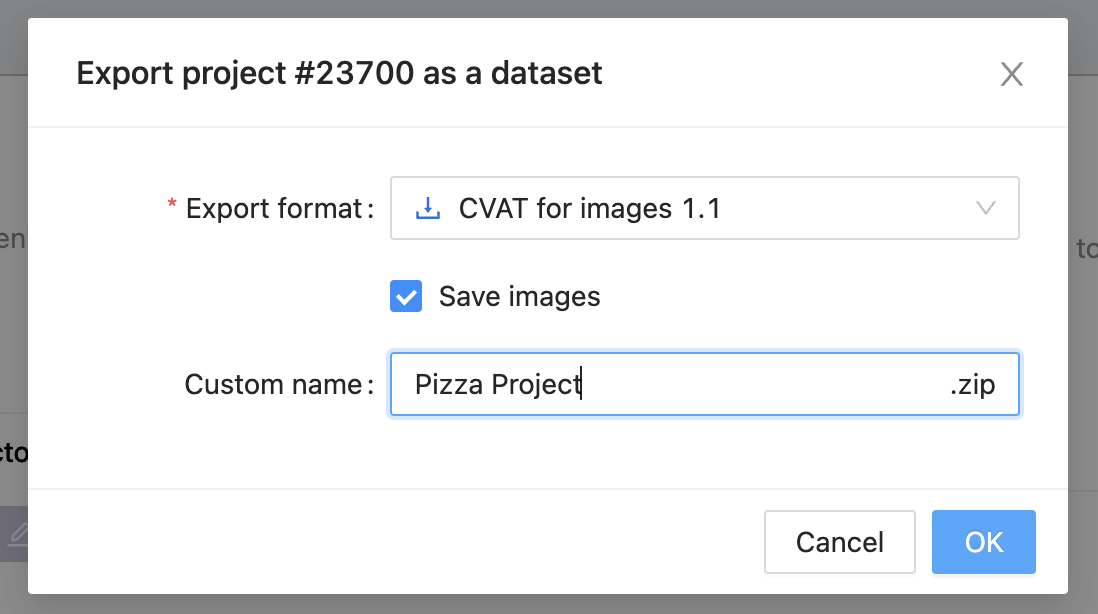 Export project #23700 as a dataset
* Export format:
CVAT for images 1.1
Save images
Custom name:
Pizza Project
.zip
en
to
cto
Cancel
OK